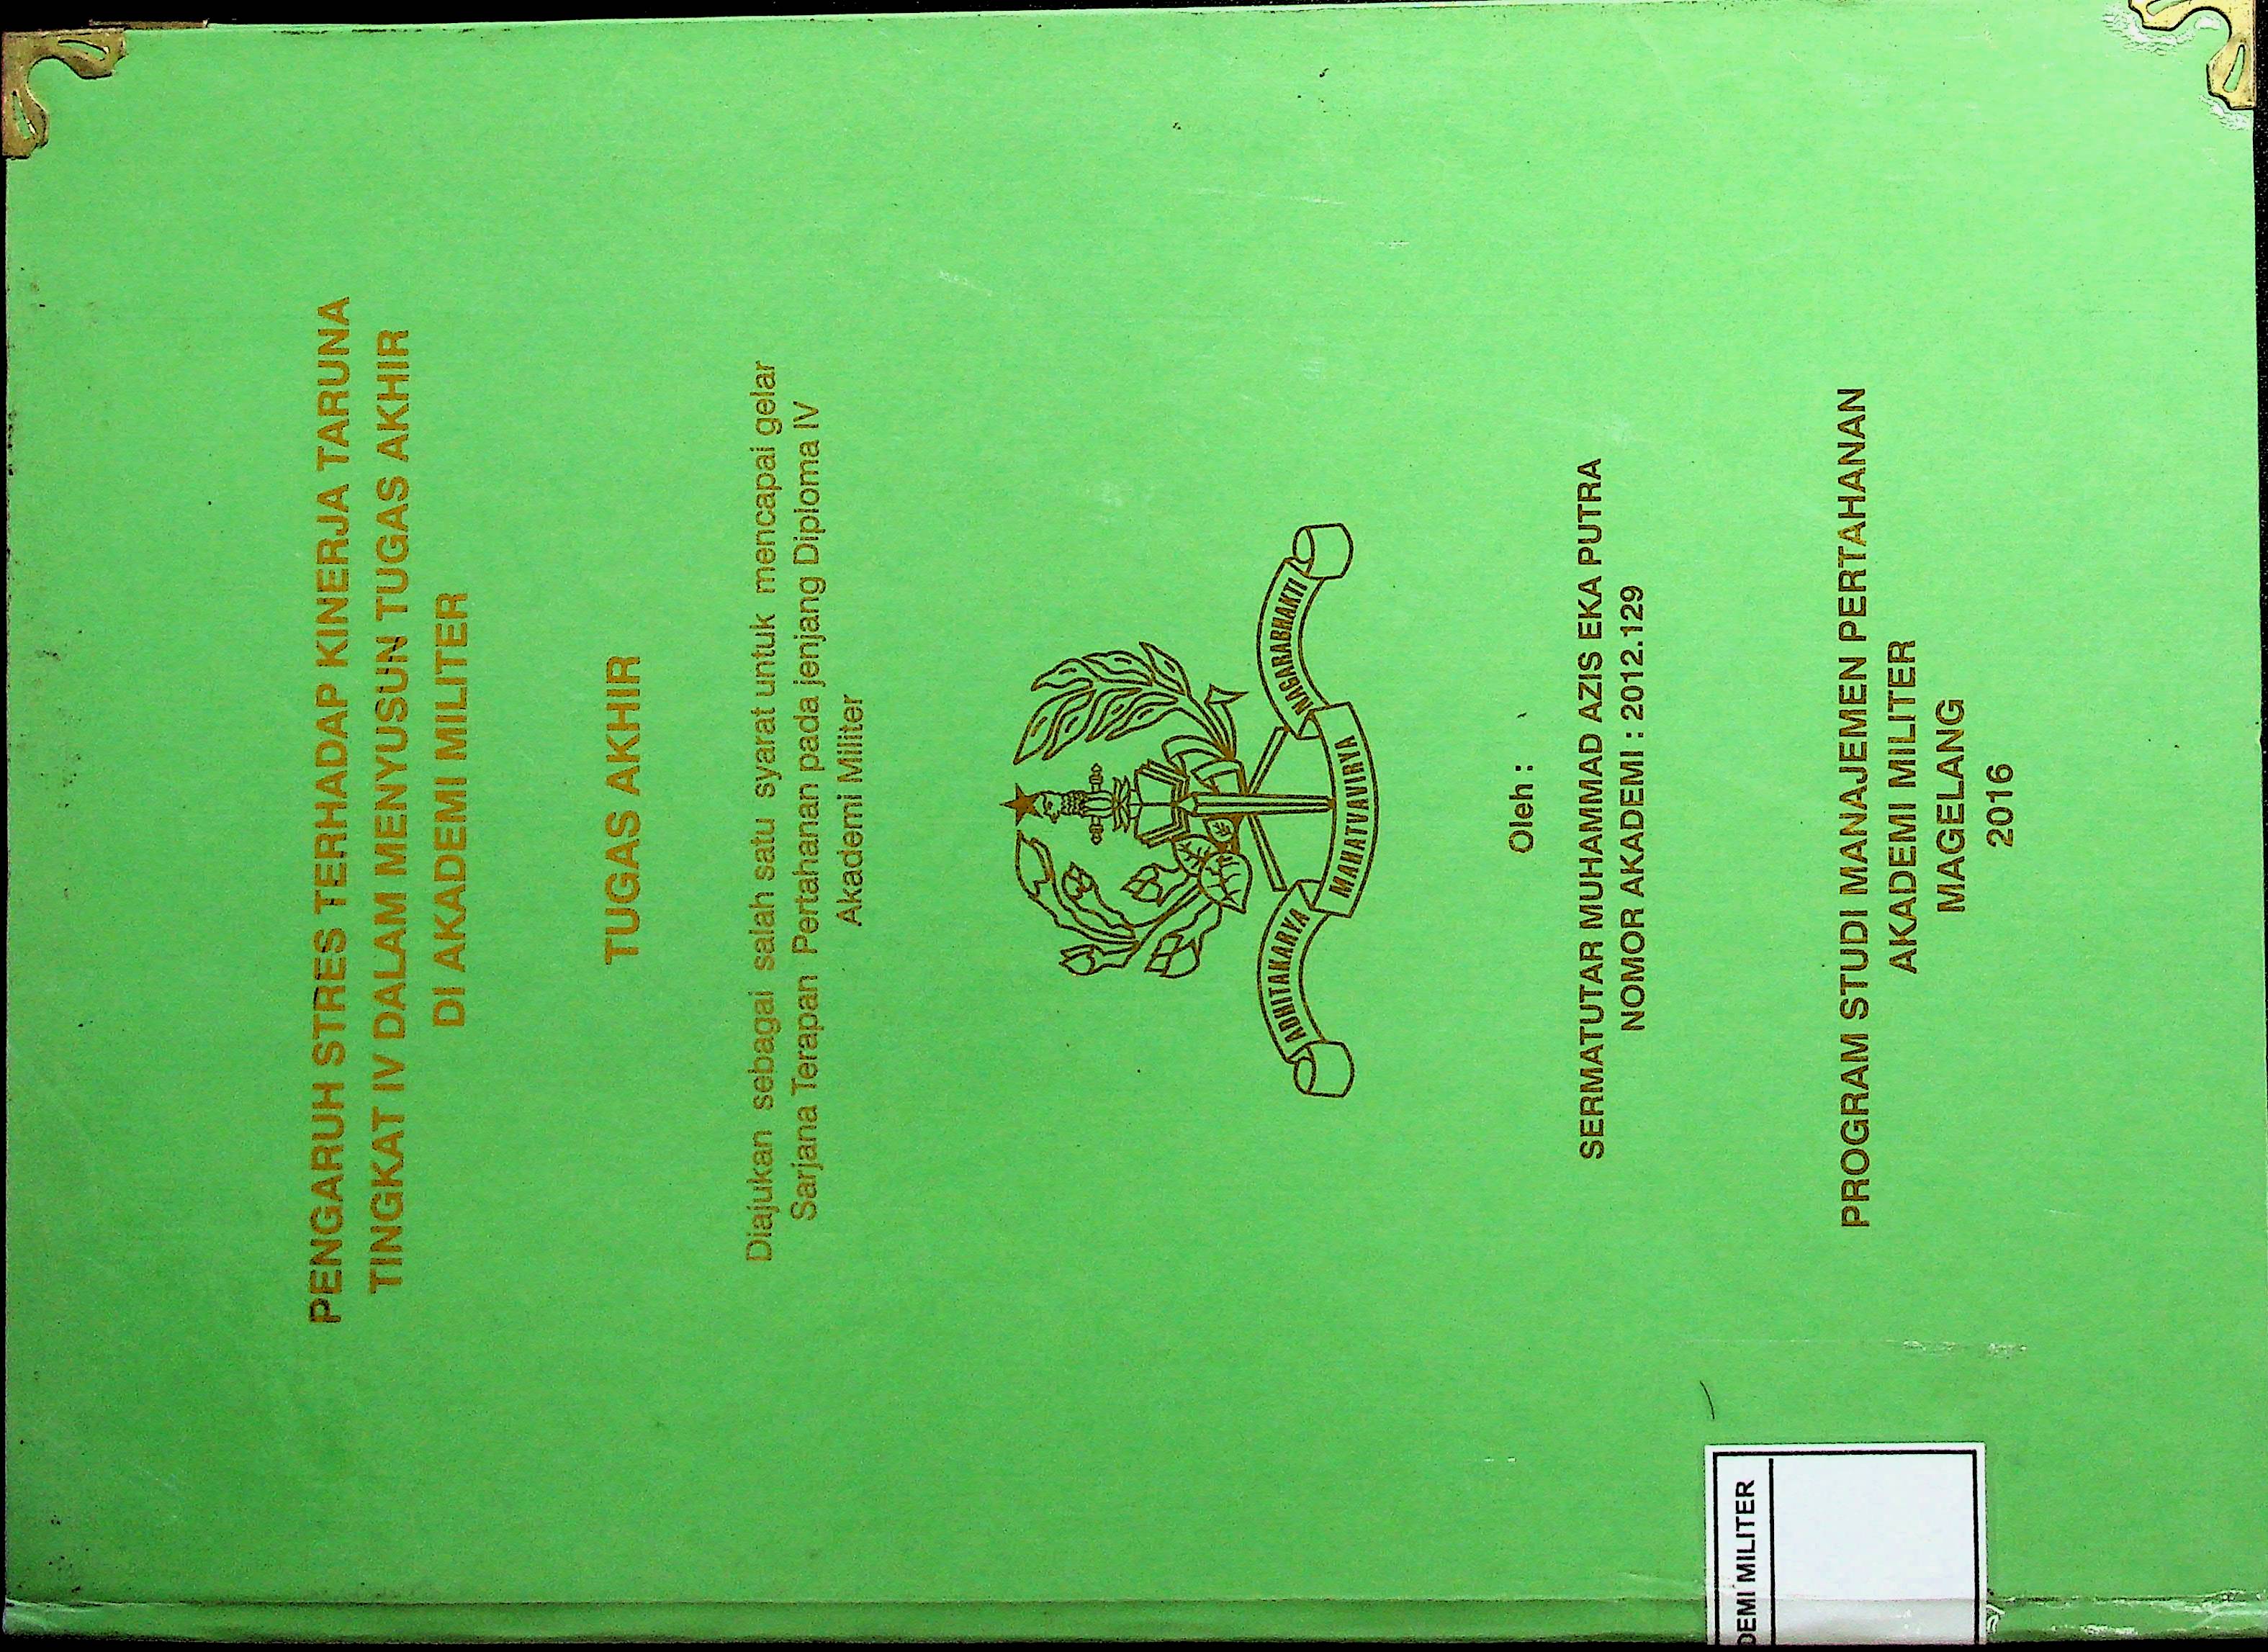 PENGARUH STRES TERHADAP KINERJA TARUNA
TINGKAT IV DALAM MENYUSUN TUGAS AKHIR
DI AKADEMI MILITER
TUGAS AKHIR
Diajukan sebagai salah satu syarat untuk mencapai gelar
Sarjana Terapan Pertahanan pada jenjang Diploma IV
Akademi Militer
ADHITAKARYA MAHATVAVIRYA NAGARABHAKTI
Oleh :
SERMATUTAR MUHAMMAD AZIS EKA PUTRA
NOMOR AKADEMI : 2012.129
PROGRAM STUDI MANAJEMEN PERTAHANAN
AKADEMI MILITER
MAGELANG
2016
DEMI MILITER